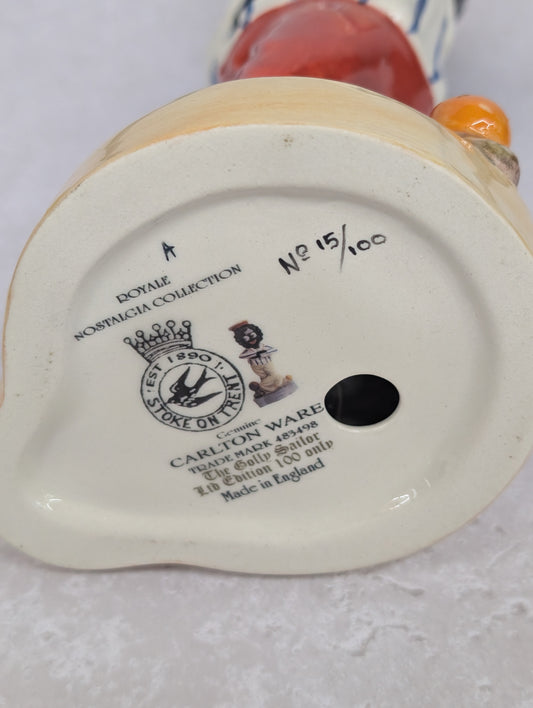 A
Nº 15/100
ROYALE
NOSTALGIA COLLECTION
EST 1890
STOKE ON TRENT
Genuine
CARLTON WARE
TRADE MARK 483498
The Golly Sailor
Ltd Edition 100 only
Made in England